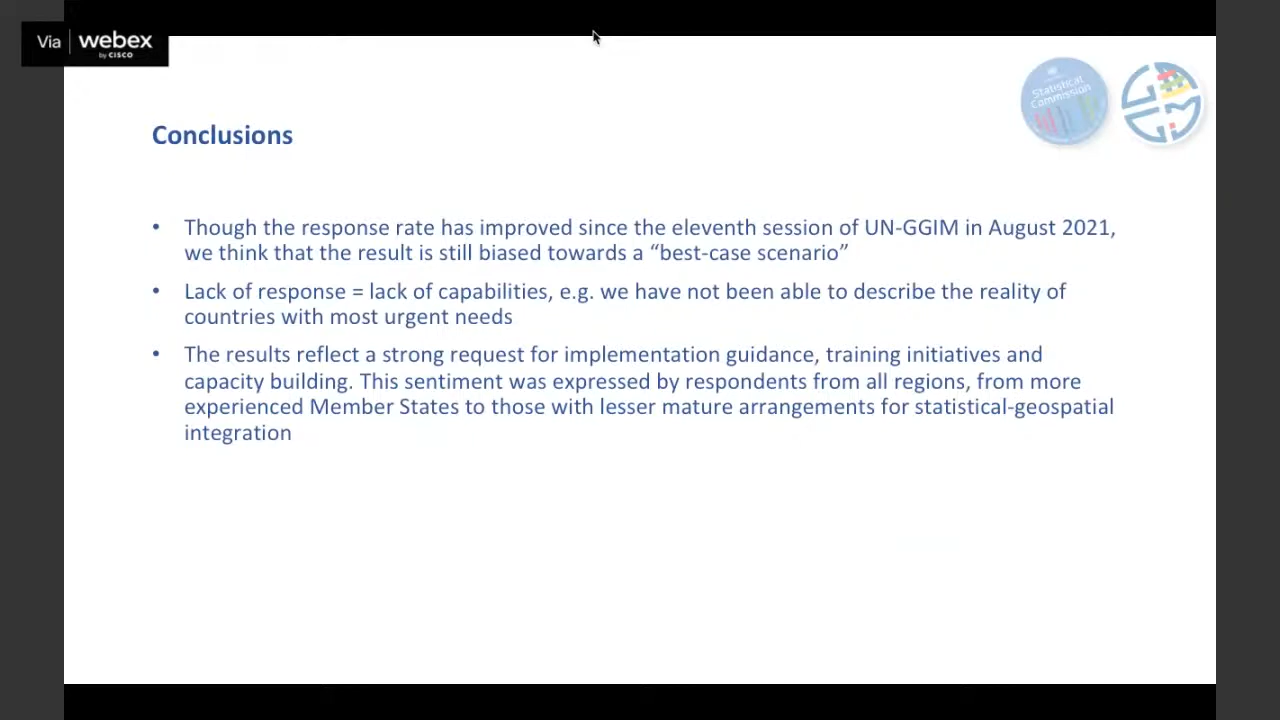 Via webex
by CISCO
Statistical
Commission
Conclusions
• Though the response rate has improved since the eleventh session of UN-GGIM in August 2021,
we think that the result is still biased towards a “best-case scenario”
• Lack of response = lack of capabilities, e.g. we have not been able to describe the reality of
countries with most urgent needs
• The results reflect a strong request for implementation guidance, training initiatives and
capacity building. This sentiment was expressed by respondents from all regions, from more
experienced Member States to those with lesser mature arrangements for statistical-geospatial
integration